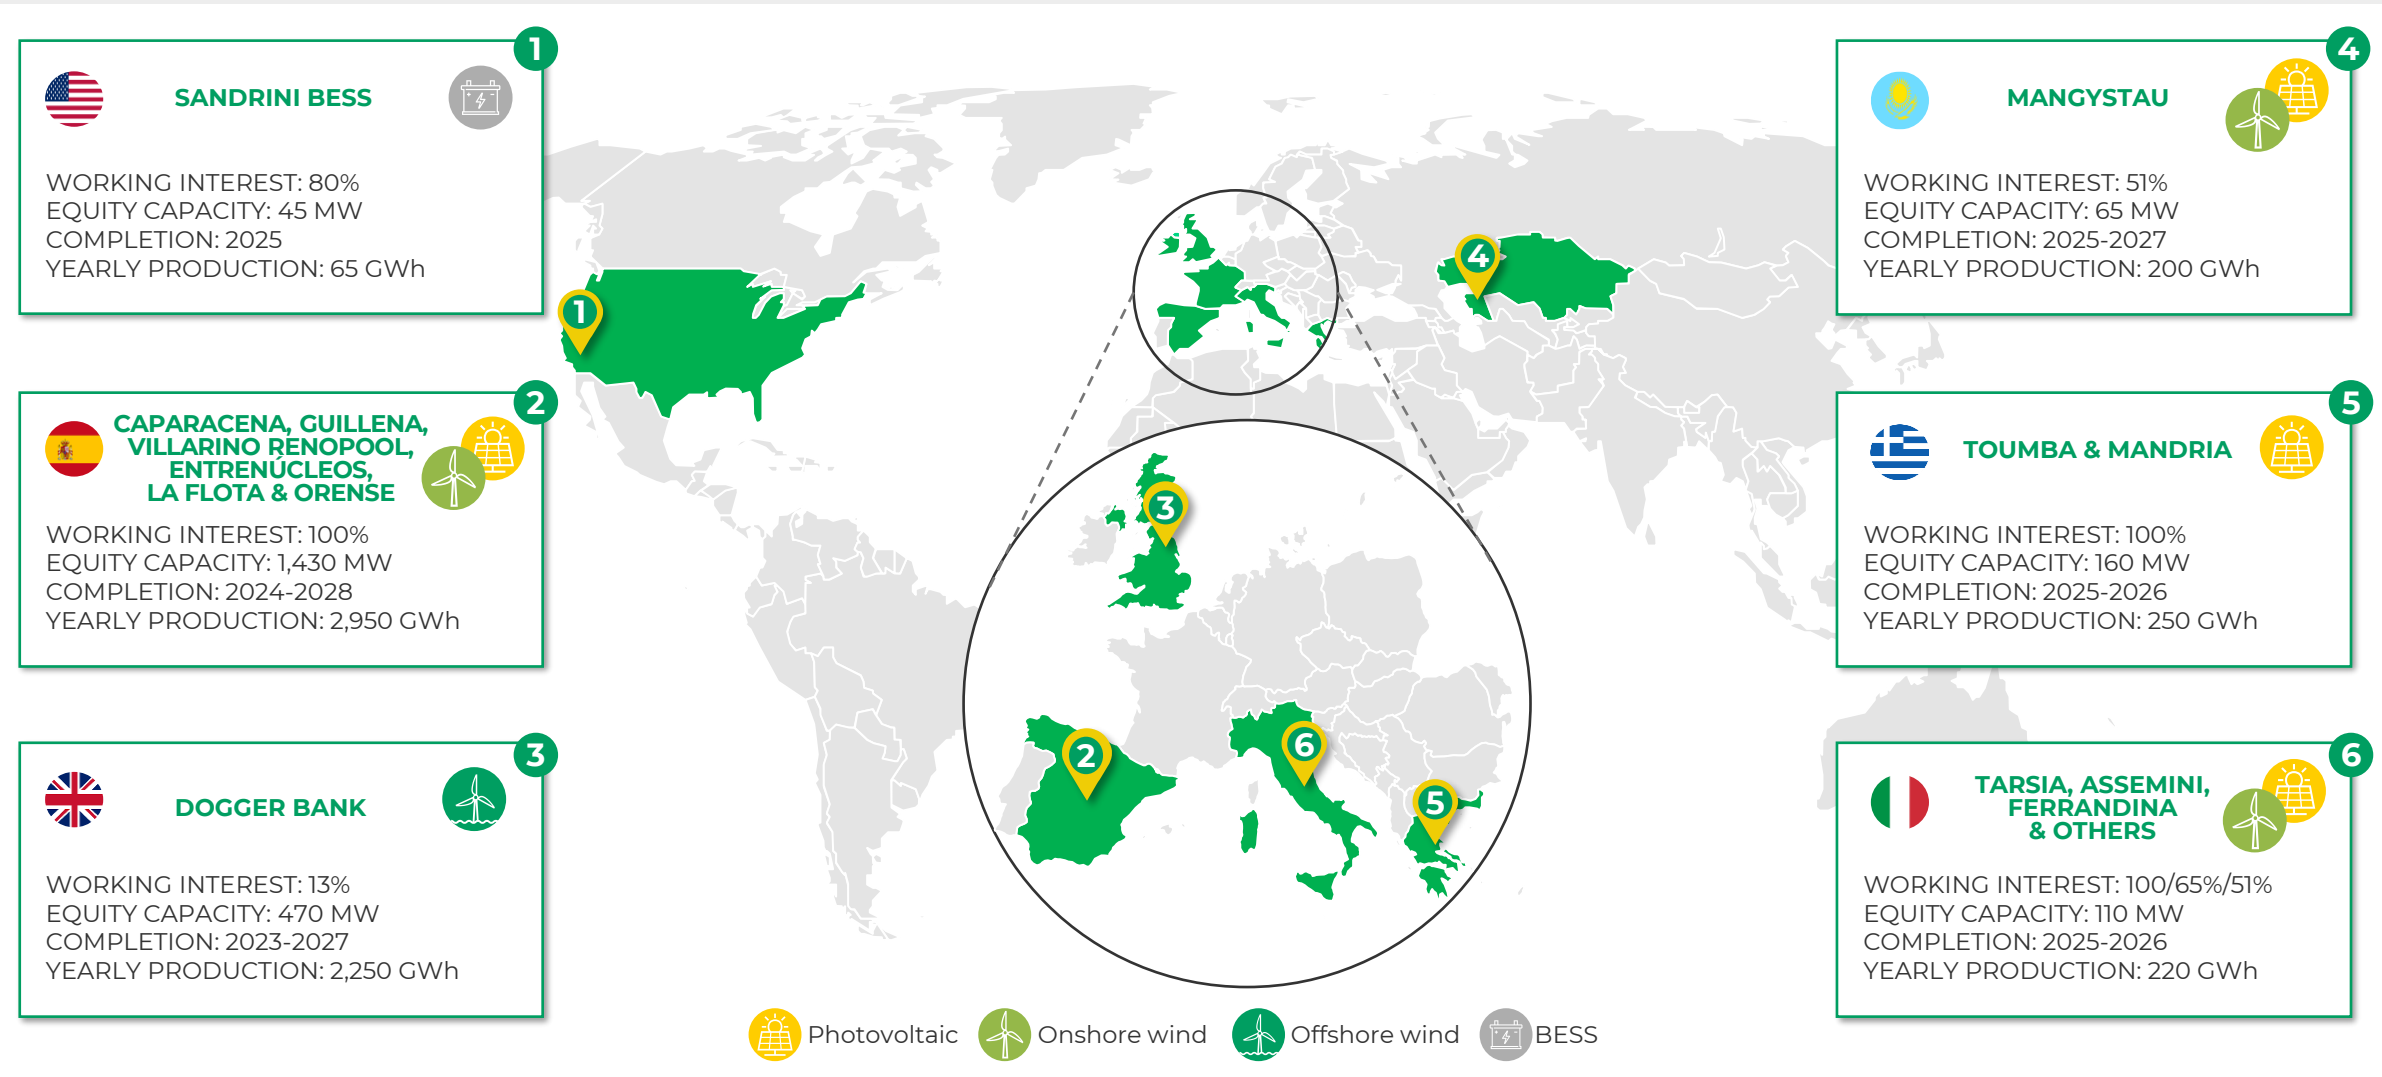 1
SANDRINI BESS
WORKING INTEREST: 80%
EQUITY CAPACITY: 45 MW
COMPLETION: 2025
YEARLY PRODUCTION: 65 GWh
2
CAPARACENA, GUILLENA,
VILLARINO RENOPOOL,
ENTRENÚCLEOS,
LA FLOTA & ORENSE
WORKING INTEREST: 100%
EQUITY CAPACITY: 1,430 MW
COMPLETION: 2024-2028
YEARLY PRODUCTION: 2,950 GWh
3
DOGGER BANK
WORKING INTEREST: 13%
EQUITY CAPACITY: 470 MW
COMPLETION: 2023-2027
YEARLY PRODUCTION: 2,250 GWh
1
4
3
2
6
5
4
MANGYSTAU
WORKING INTEREST: 51%
EQUITY CAPACITY: 65 MW
COMPLETION: 2025-2027
YEARLY PRODUCTION: 200 GWh
5
TOUMBA & MANDRIA
WORKING INTEREST: 100%
EQUITY CAPACITY: 160 MW
COMPLETION: 2025-2026
YEARLY PRODUCTION: 250 GWh
6
TARSIA, ASSEMINI,
FERRANDINA
& OTHERS
WORKING INTEREST: 100/65%/51%
EQUITY CAPACITY: 110 MW
COMPLETION: 2025-2026
YEARLY PRODUCTION: 220 GWh
Photovoltaic
Onshore wind
Offshore wind
BESS